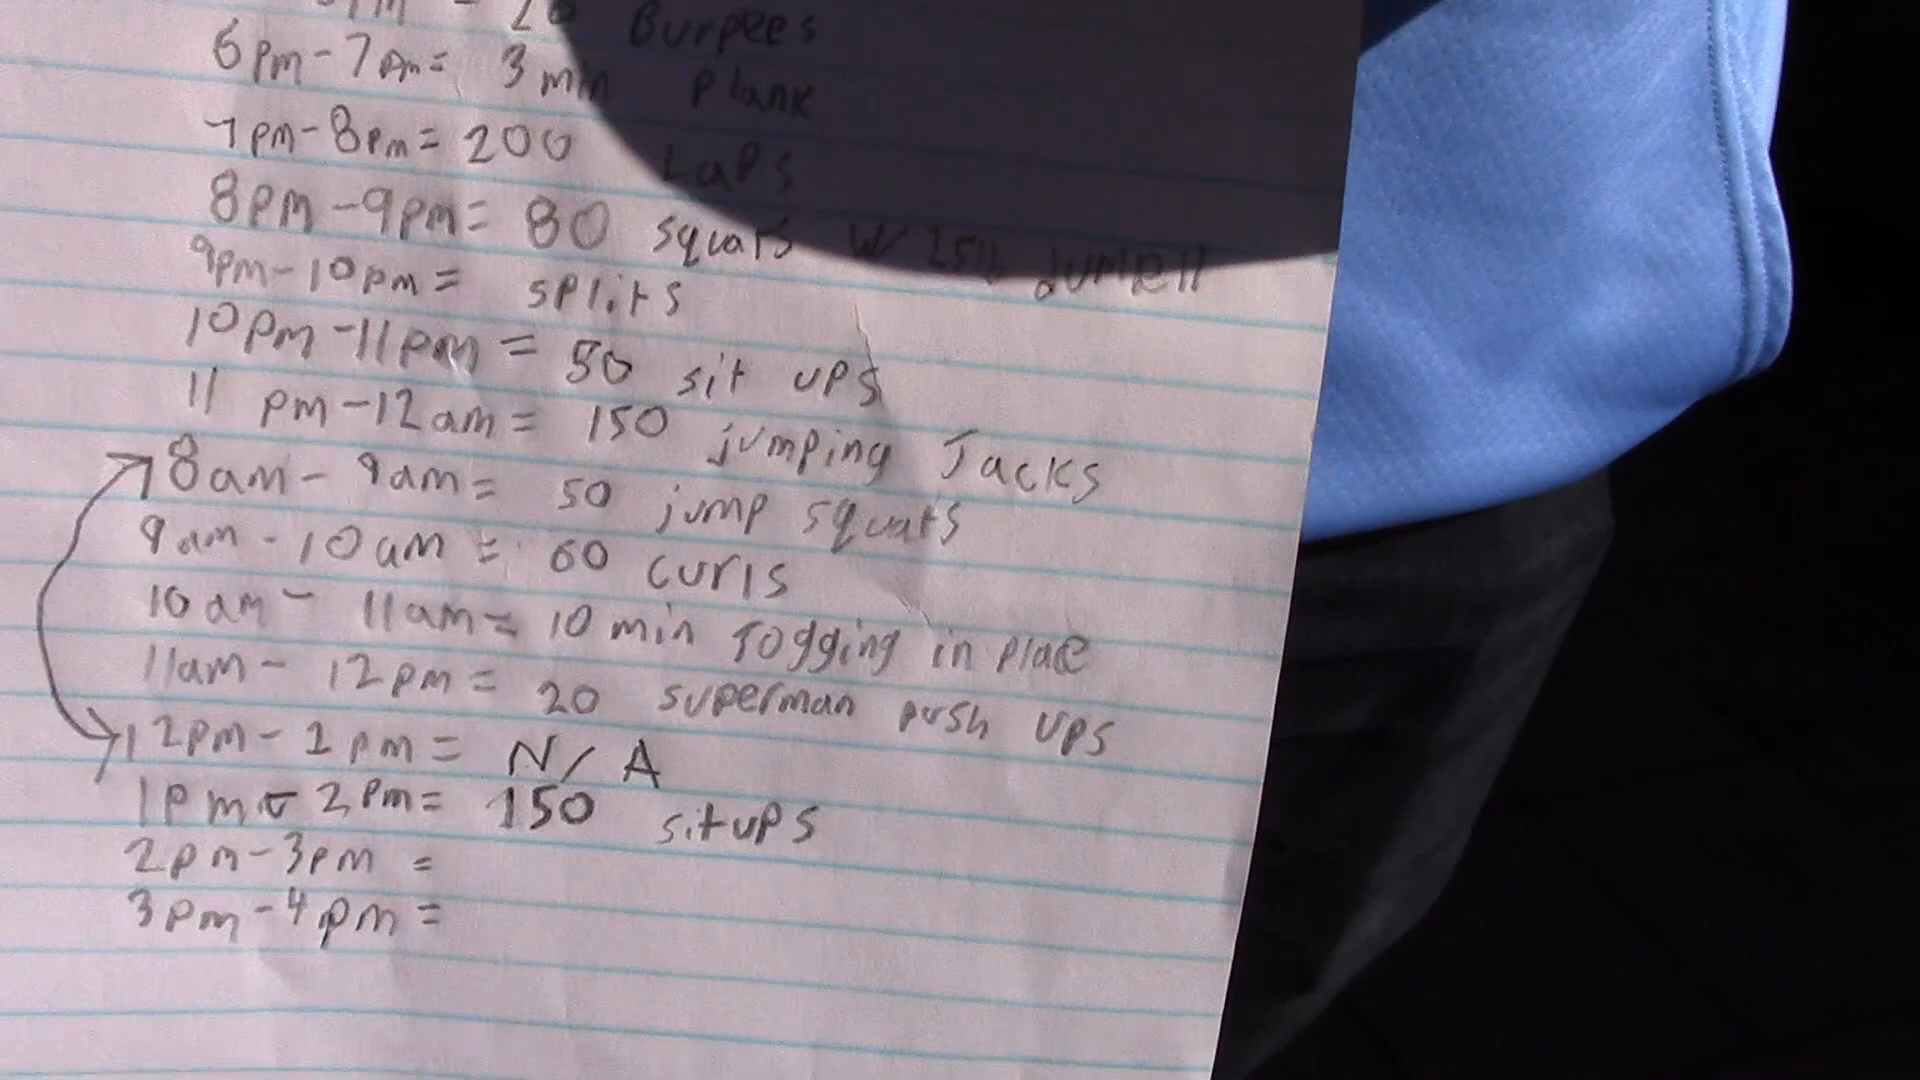 20 Burpees
6pm-7pm= 3 min plank
7pm-8pm= 200 Laps
8pm-9pm= 80 squats w/ 25lb dumbell
9pm-10pm= splits
10pm-11pm = 50 sit ups
11 pm-12am= 150 jumping Jacks
8am- 9am= 50 jump squats
9am-10am = 60 curls
10am- 11am= 10 min Jogging in place
11am- 12pm= 20 superman push ups
12pm-1pm= N/A
1pm-2pm= 150 situps
2pm-3pm =
3pm-4pm=